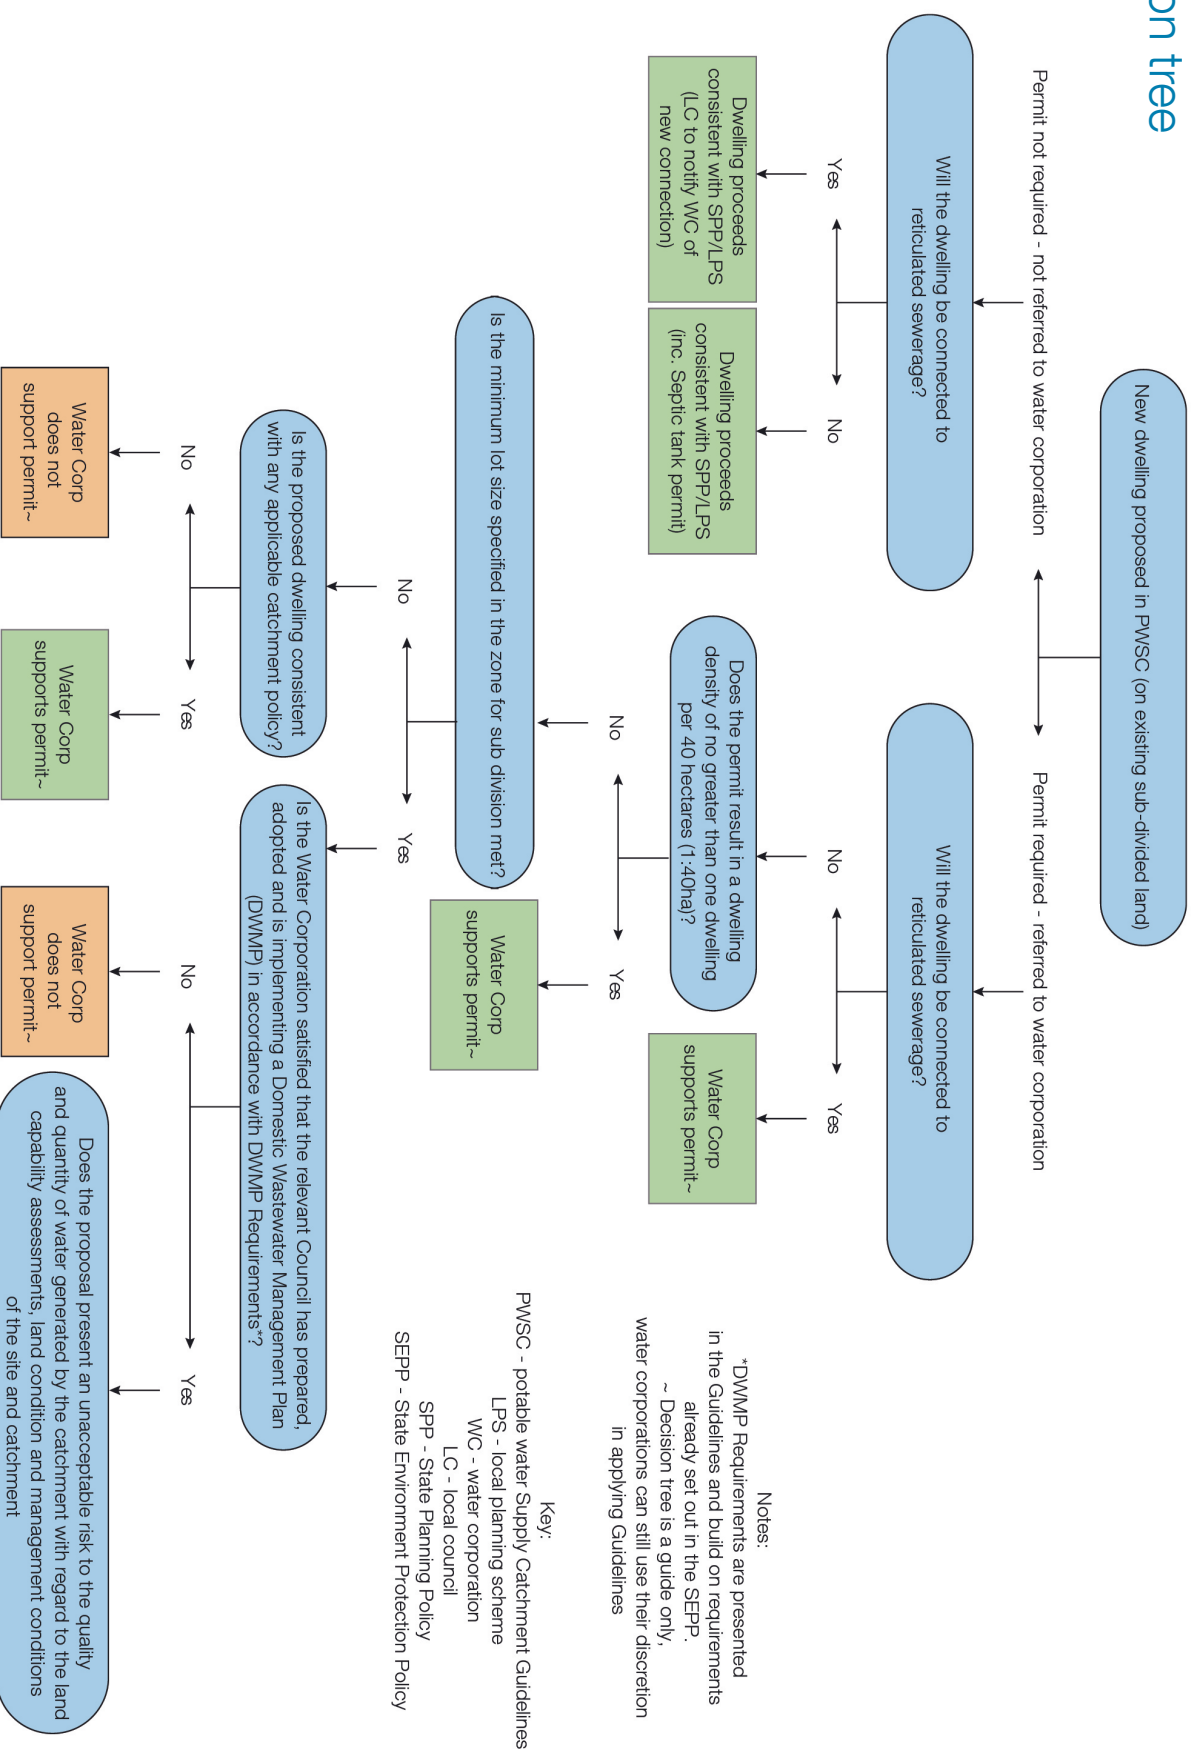 on tree
New dwelling proposed in PWSC (on existing sub-divided land)
Permit not required - not referred to water corporation
Permit required - referred to water corporation
Will the dwelling be connected to
reticulated sewerage?
Will the dwelling be connected to
reticulated sewerage?
Yes
No
No
Yes
Dwelling proceeds
consistent with SPP/LPS
(LC to notify WC of
new connection)
Dwelling proceeds
consistent with SPP/LPS
(inc. Septic tank permit)
Does the permit result in a dwelling
density of no greater than one dwelling
per 40 hectares (1:40ha)?
Water Corp
supports permit~
No
Yes
Is the minimum lot size specified in the zone for sub division met?
Water Corp
supports permit~
No
Yes
Is the proposed dwelling consistent
with any applicable catchment policy?
Is the Water Corporation satisfied that the relevant Council has prepared,
adopted and is implementing a Domestic Wastewater Management Plan
(DWMP) in accordance with DWMP Requirements*?
No
Yes
No
Yes
Water Corp
does not
support permit~
Water Corp
supports permit~
Water Corp
does not
support permit~
Does the proposal present an unacceptable risk to the quality
and quantity of water generated by the catchment with regard to the land
capability assessments, land condition and management conditions
of the site and catchment
Notes:
*DWMP Requirements are presented
in the Guidelines and build on requirements
already set out in the SEPP.
~ Decision tree is a guide only,
water corporations can still use their discretion
in applying Guidelines
Key:
PWSC - potable water Supply Catchment Guidelines
LPS - local planning scheme
WC - water corporation
LC - local council
SPP - State Planning Policy
SEPP - State Environment Protection Policy